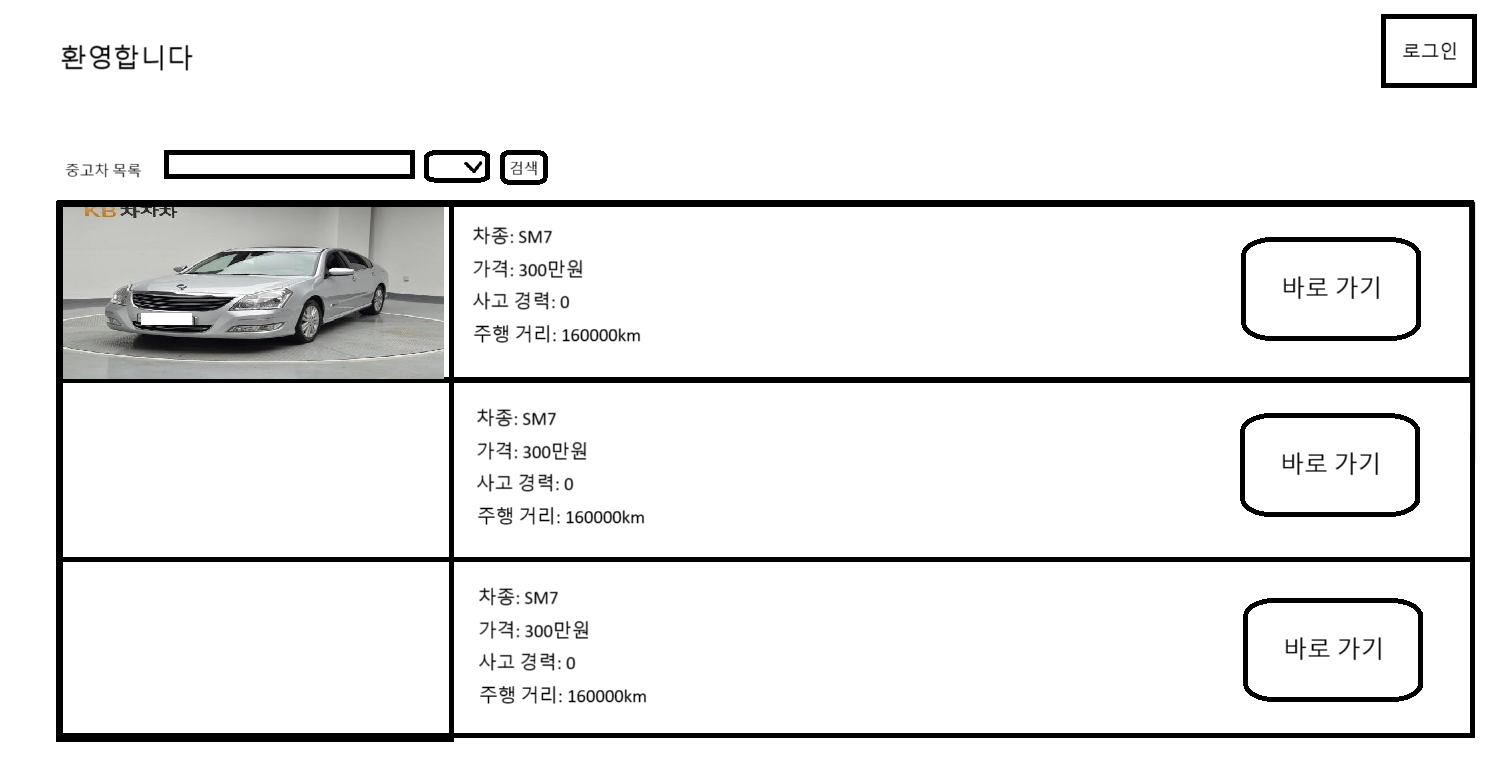 환영합니다
로그인
중고차 목록
검색
KB 차차차
차종: SM7
가격: 300만원
사고 경력: 0
주행 거리: 160000km
바로 가기
차종: SM7
가격: 300만원
사고 경력: 0
주행 거리: 160000km
바로 가기
차종: SM7
가격: 300만원
사고 경력: 0
주행 거리: 160000km
바로 가기